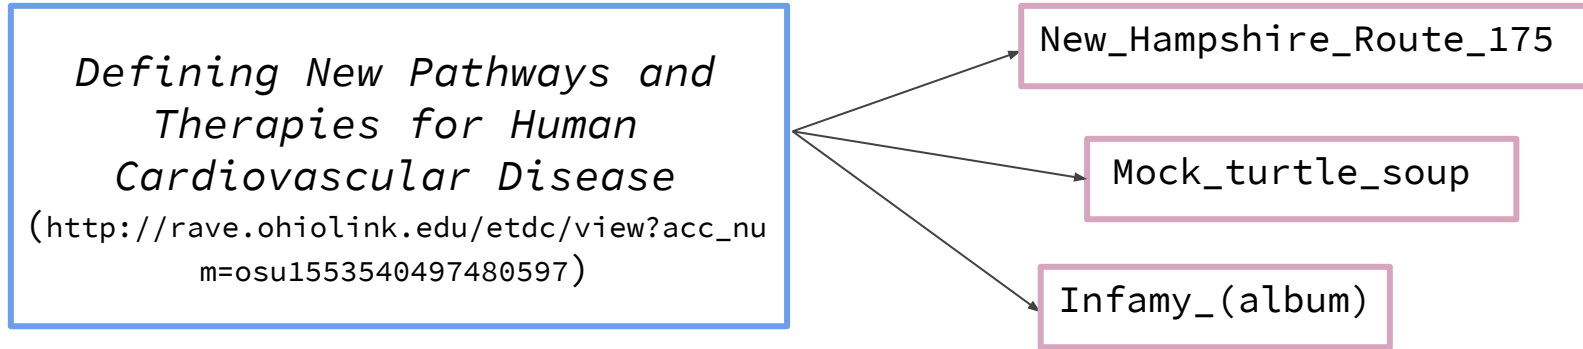 Defining New Pathways and
Therapies for Human
Cardiovascular Disease
(http://rave.ohiolink.edu/etdc/view?acc_nu
m=osu1553540497480597)
New_Hampshire_Route_175
Mock_turtle_soup
Infamy_(album)